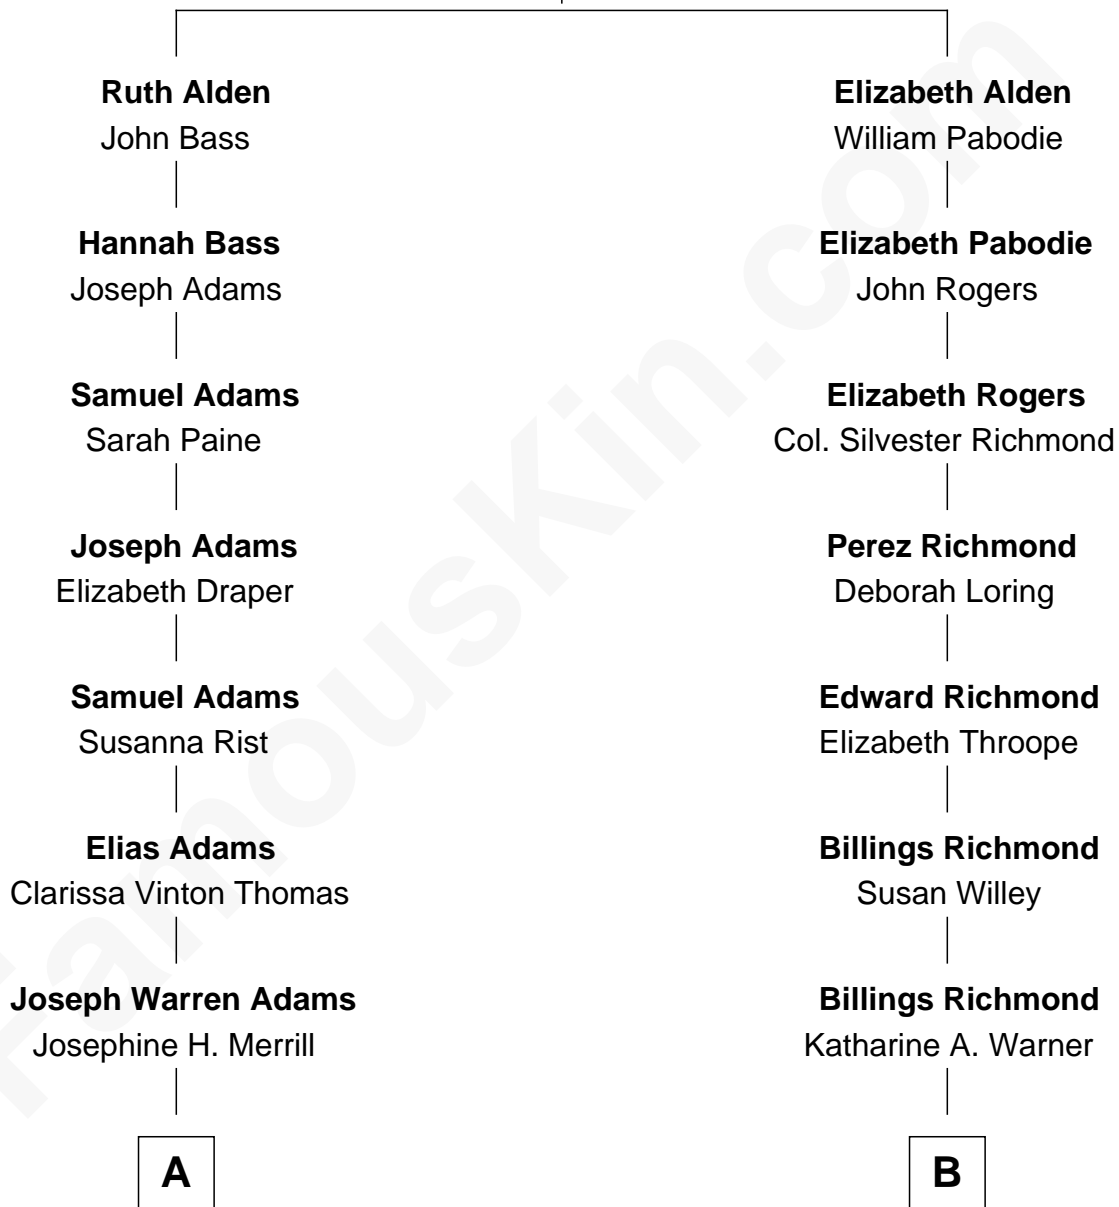 Ruth Alden
John Bass
Elizabeth Alden
William Pabodie
Hannah Bass
Joseph Adams
Elizabeth Pabodie
John Rogers
Samuel Adams
Sarah Paine
Elizabeth Rogers
Col. Silvester Richmond
Joseph Adams
Elizabeth Draper
Perez Richmond
Deborah Loring
Samuel Adams
Susanna Rist
Edward Richmond
Elizabeth Throope
Elias Adams
Clarissa Vinton Thomas
Billings Richmond
Susan Willey
Joseph Warren Adams
Josephine H. Merrill
Billings Richmond
Katharine A. Warner
A
B
FamousKin.com